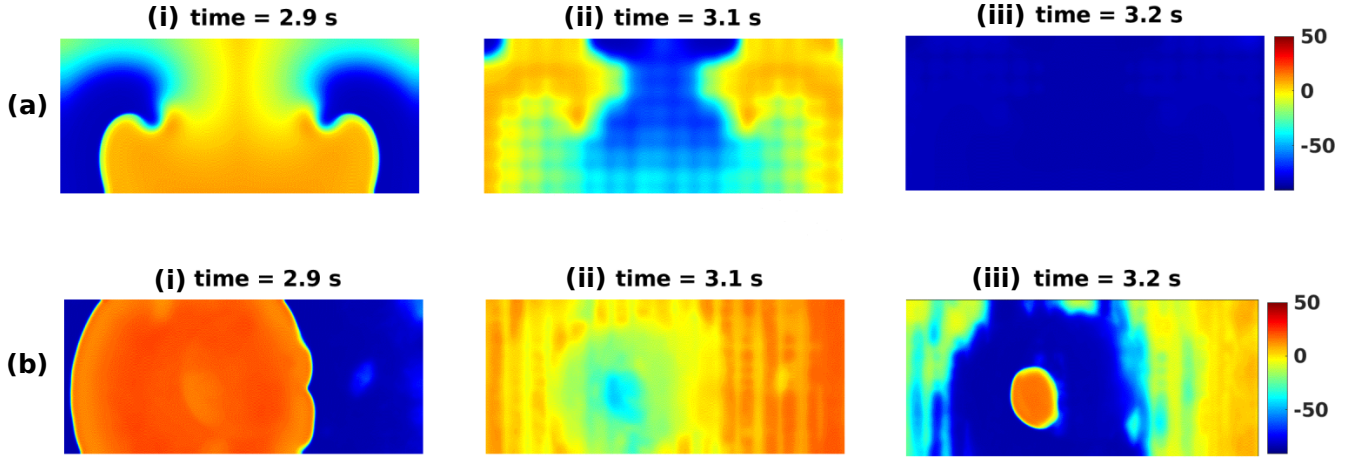 (i) time = 2.9 s
(ii) time = 3.1 s
(iii) time = 3.2 s
(a)
50
0
-50
(i) time = 2.9 s
(ii) time = 3.1 s
(iii) time = 3.2 s
(b)
50
0
-50